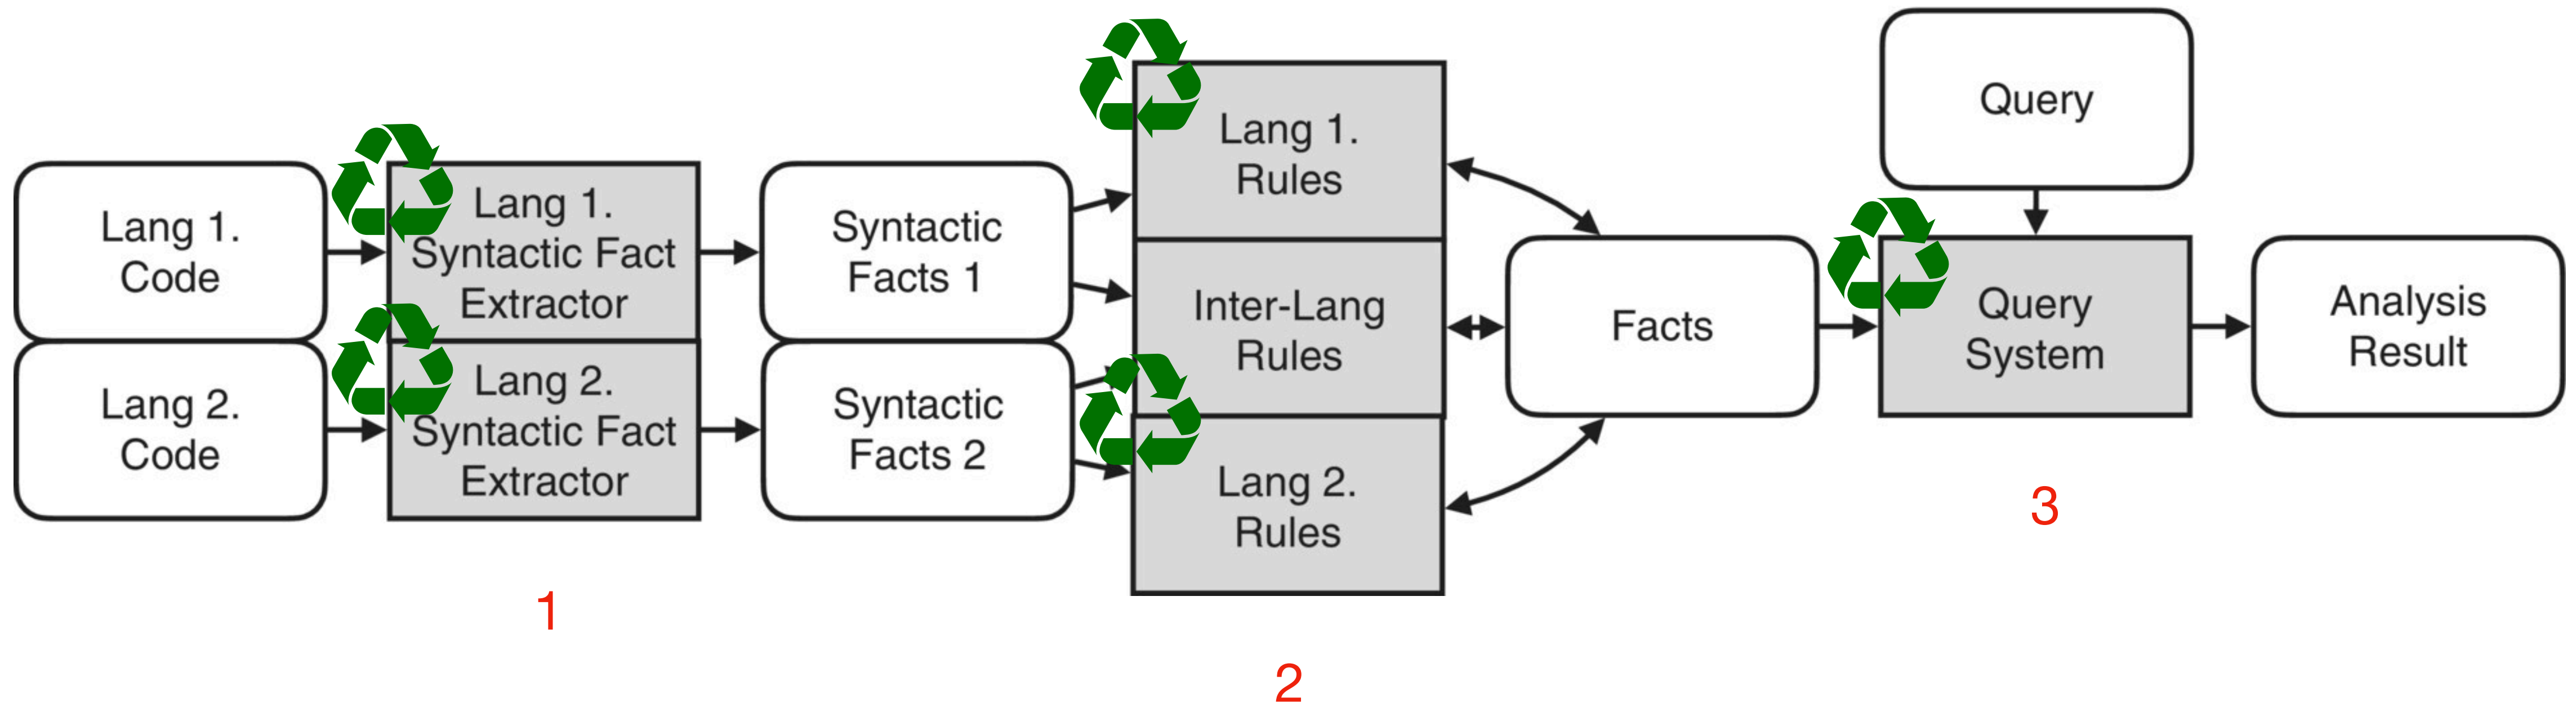 Lang 1.
Code
Lang 2.
Code
Lang 1.
Syntactic Fact
Extractor
Lang 2.
Syntactic Fact
Extractor
1
Syntactic
Facts 1
Syntactic
Facts 2
Lang 1.
Rules
Inter-Lang
Rules
Lang 2.
Rules
2
Facts
Query
Query
System
3
Analysis
Result